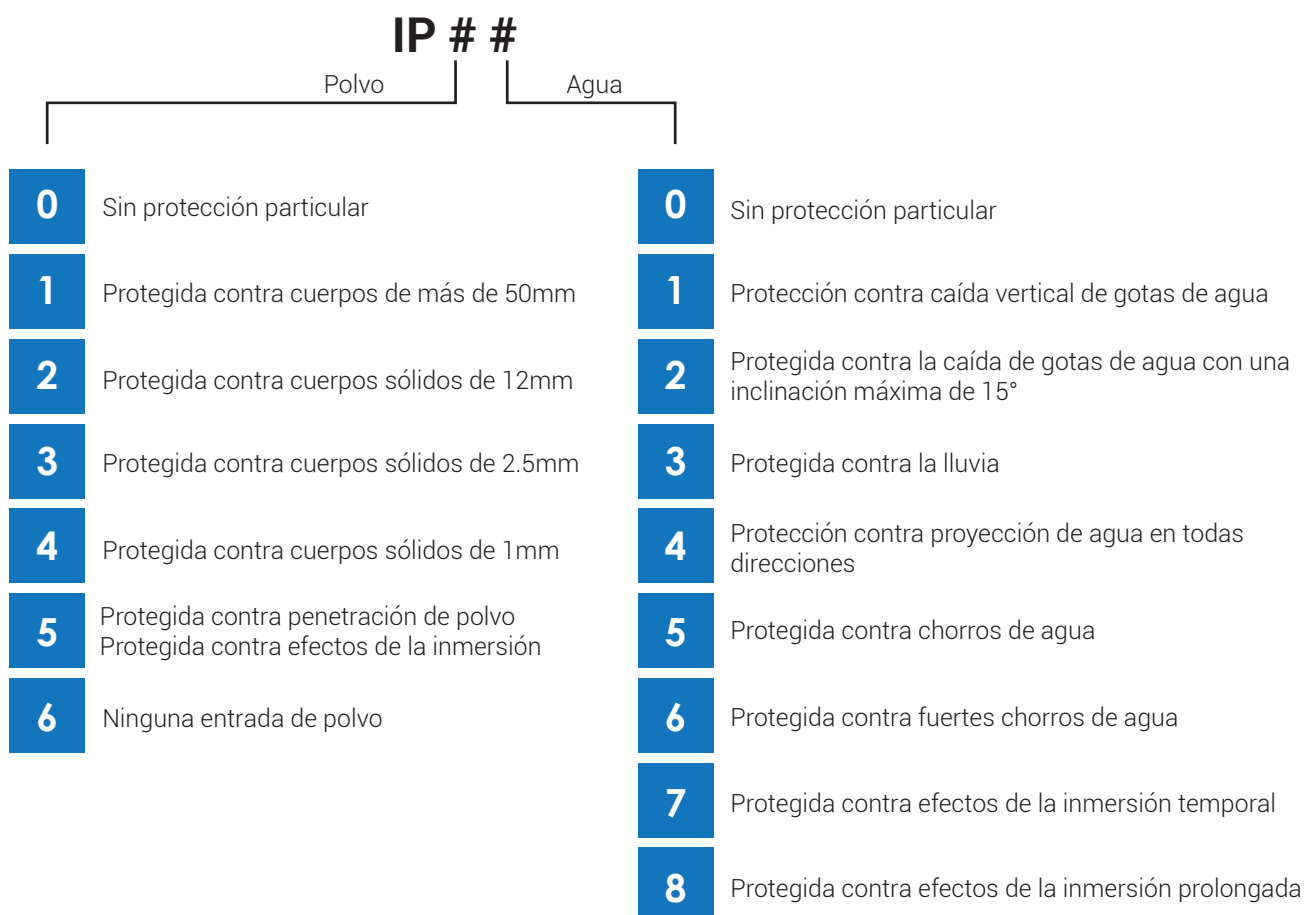 IP # #
Polvo
Agua
0
Sin protección particular
1
Protegida contra cuerpos de más de 50mm
2
Protegida contra cuerpos sólidos de 12mm
3
Protegida contra cuerpos sólidos de 2.5mm
4
Protegida contra cuerpos sólidos de 1mm
5
Protegida contra penetración de polvo
Protegida contra efectos de la inmersión
6
Ninguna entrada de polvo
0
Sin protección particular
1
Protección contra caída vertical de gotas de agua
2
Protegida contra la caída de gotas de agua con una
inclinación máxima de 15°
3
Protegida contra la lluvia
4
Protección contra proyección de agua en todas
direcciones
5
Protegida contra chorros de agua
6
Protegida contra fuertes chorros de agua
7
Protegida contra efectos de la inmersión temporal
8
Protegida contra efectos de la inmersión prolongada